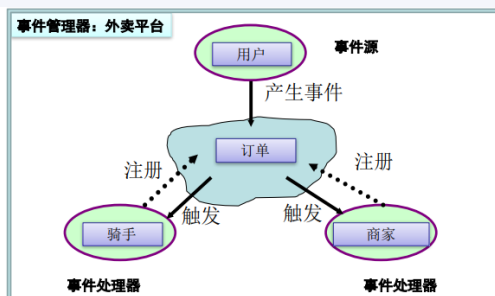 事件管理器：外卖平台
用户
事件源
产生事件
订单
注册
注册
触发
触发
骑手
商家
事件处理器
事件处理器